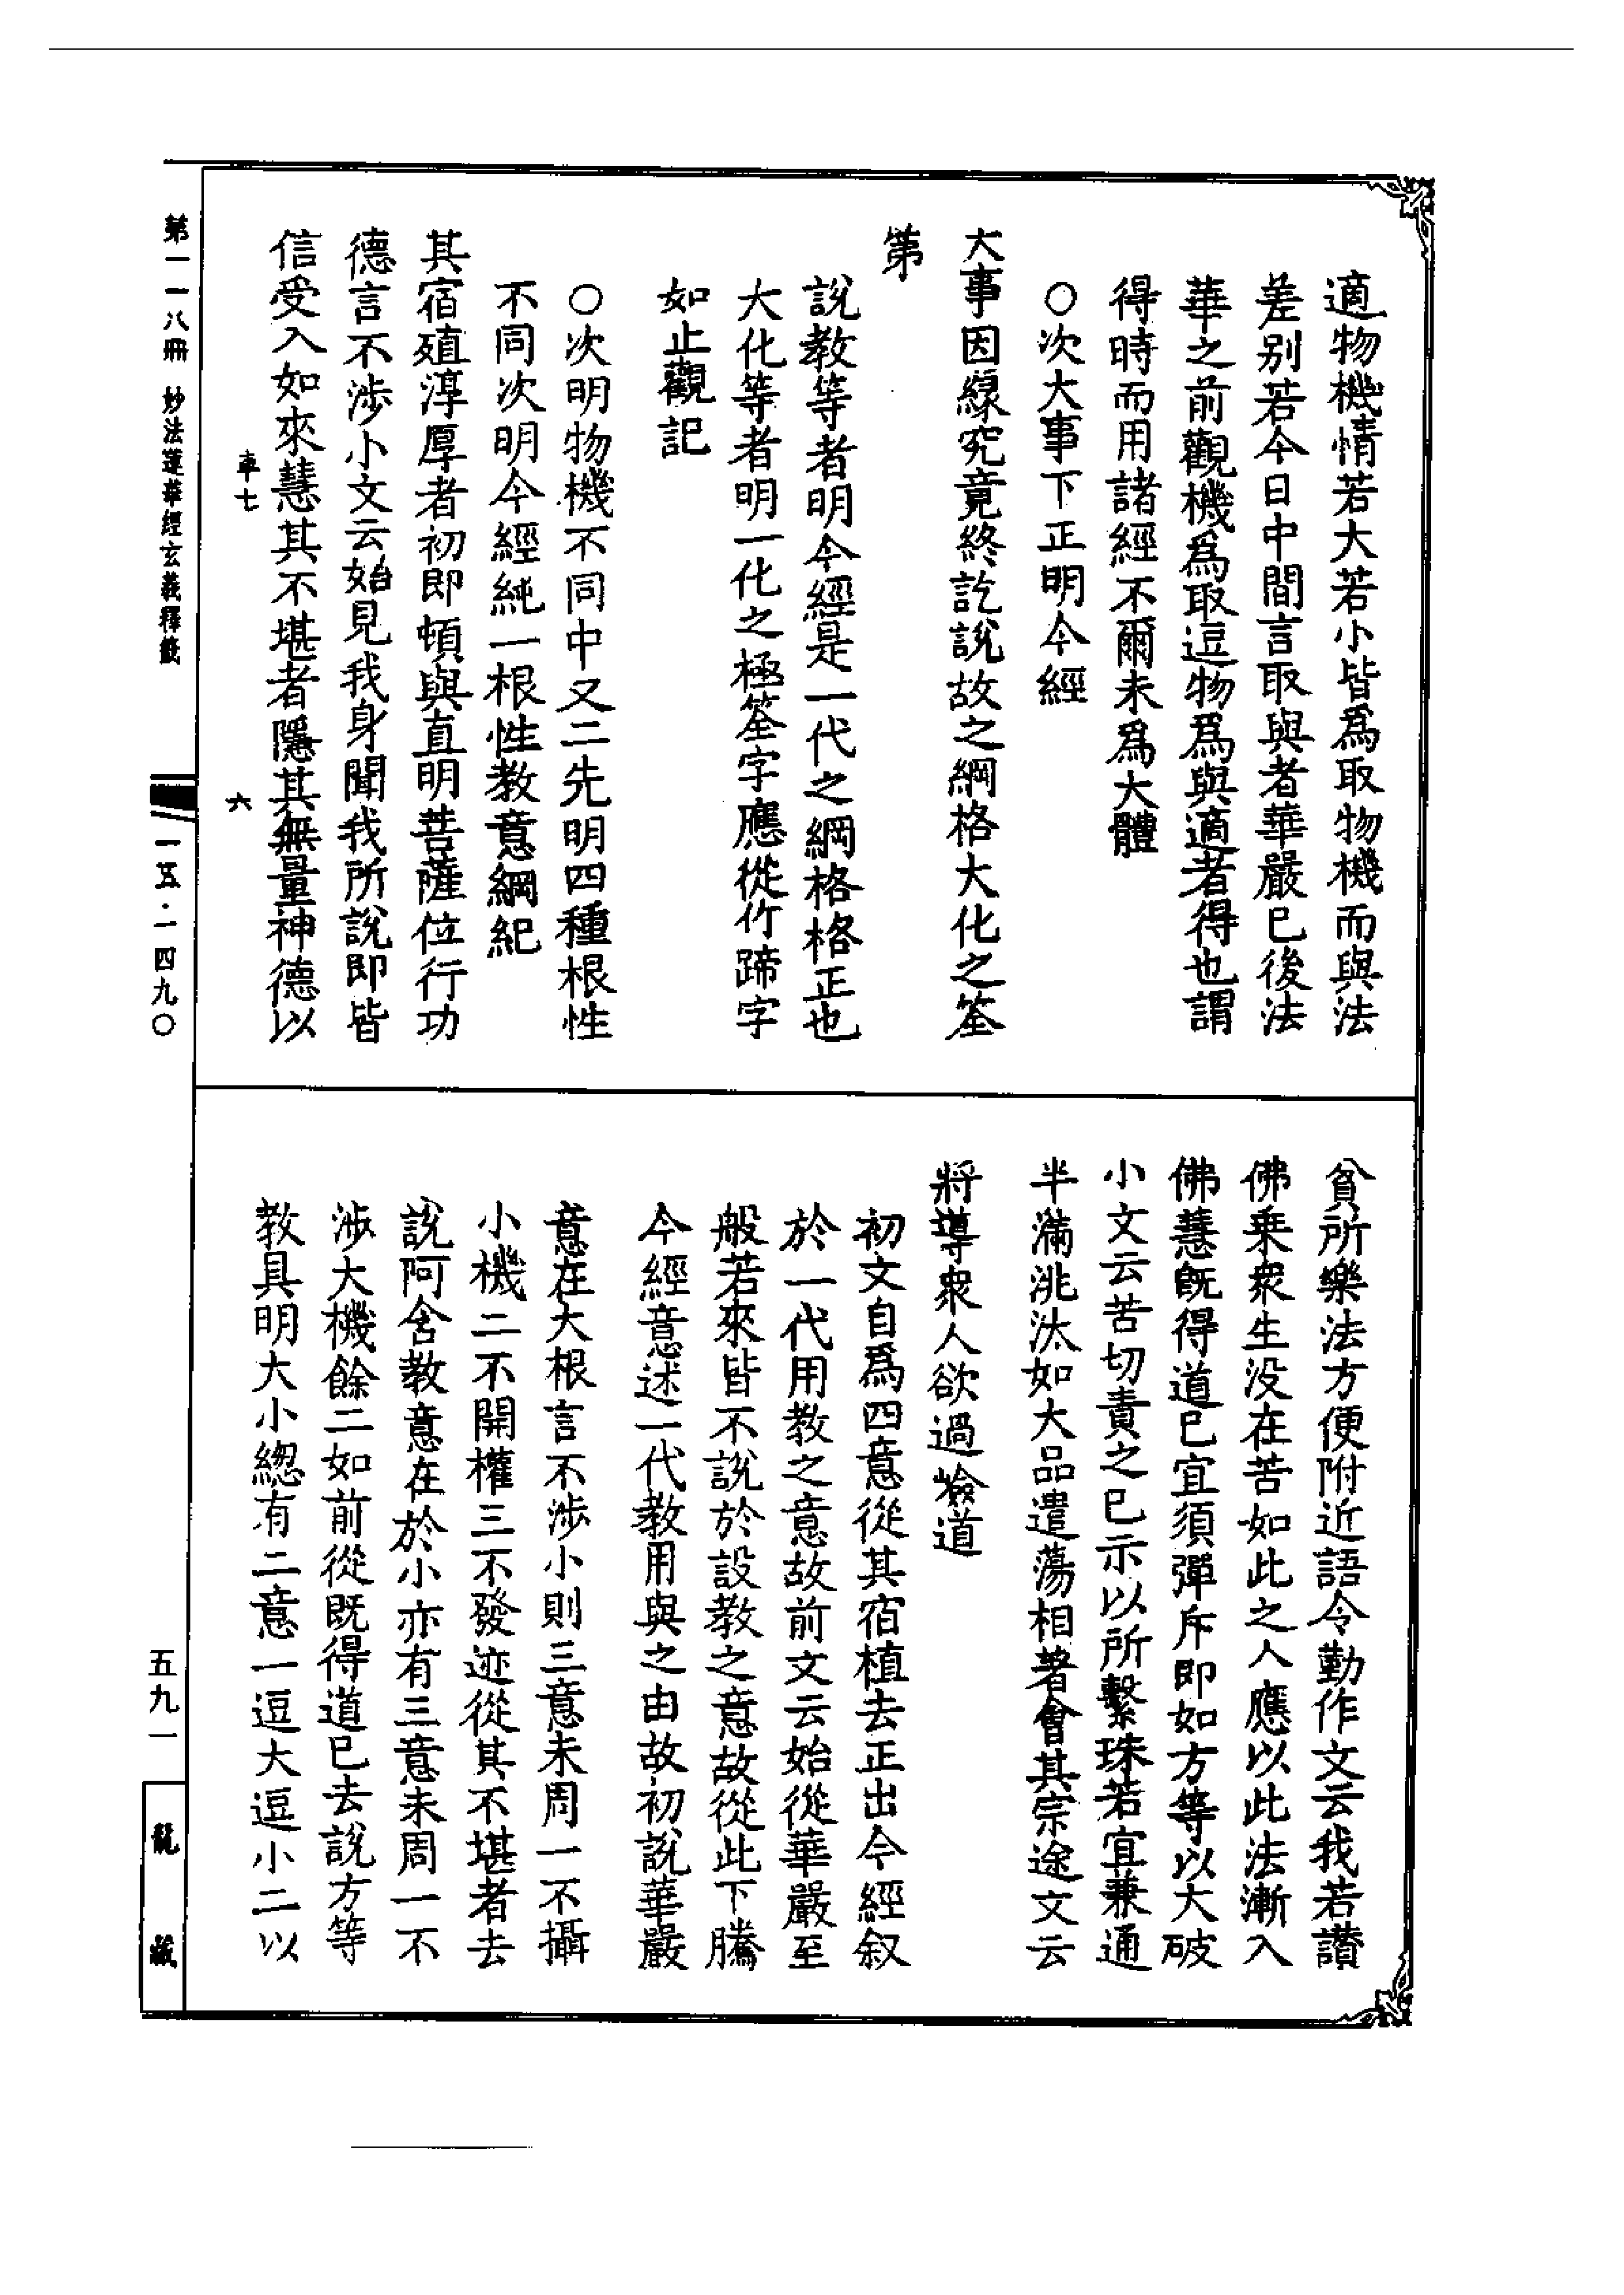 適物機情若大若小皆爲取物機而與法
差别若今日中間言取與者華嚴已後法
華之前觀機爲取逗物爲與適者得也謂
得時而用諸經不爾未爲大體
○次大事下正明今經
大事因緣究竟終訖說故之綱格大化之筌
第
說教等者明今經是一代之綱格格正也
大化等者明一化之極筌字應從竹蹄字
如止觀記
○次明物機不同中又二先明四種根性
不同次明今經純一根性教意綱紀
其宿殖淳厚者初即頓與直明菩薩位行功
德言不涉小文云始見我身聞我所說即皆
信受入如來慧其不堪者隱其無量神德以
車七
六
貧所樂法方便附近語令勤作文云我若讃
佛乗衆生没在苦如此之人應以此法漸入
佛慧旣得道已宜須彈斥即如方等以大破
小文云苦切責之已示以所繫珠若宜兼通
半滿洮汰如大品遣蕩相著會其宗途文云
將導衆人欲過嶮道
初文自爲四意從其宿植去正出今經叙
於一代用教之意故前文云始從華嚴至
般若來皆不說於設教之意故從此下騰
今經意述一代教用與之由故初說華嚴
意在大根言不涉小則三意未周一不攝
小機二不開權三不發迹從其不堪者去
說阿含教意在於小亦有三意未周一不
涉大機餘二如前從既得道已去說方等
教具明大小緫有二意一逗大逗小二以
第一一八冊 妙法蓮華經玄義釋籤
一五·一四九〇
五九一
龍藏